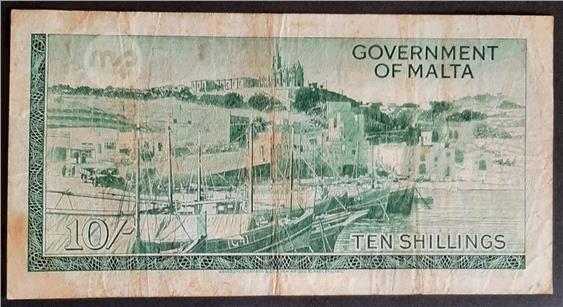 GOVERNMENT
OF MALTA
10/-
TEN SHILLINGS